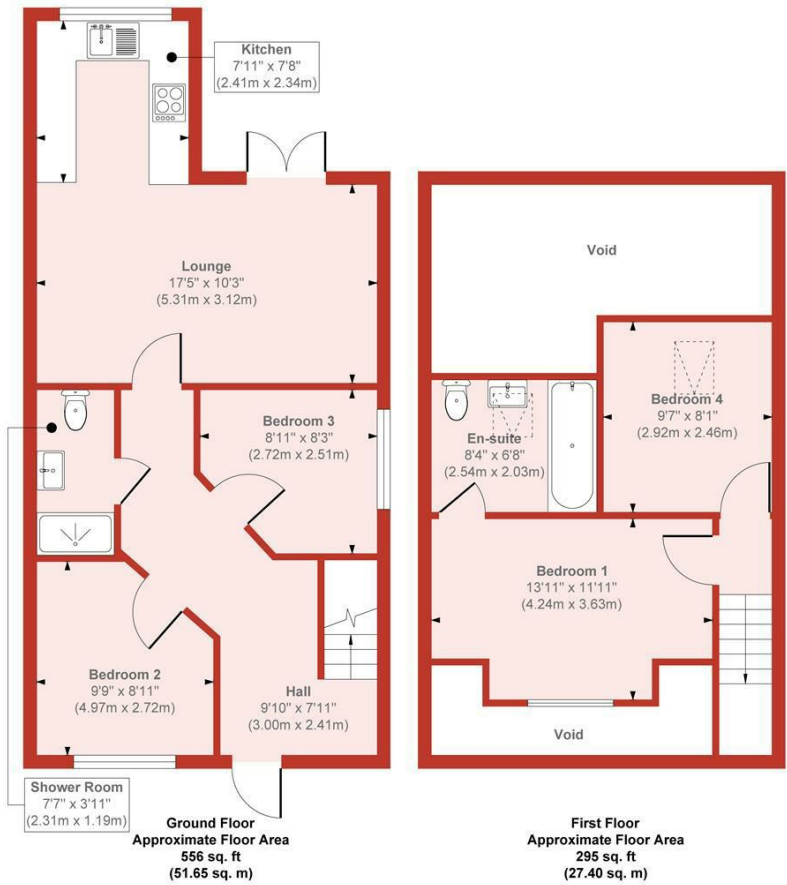 Kitchen
7'11" x 7'8"
(2.41m x 2.34m)
Lounge
17'5" x 10'3"
(5.31m x 3.12m)
Bedroom 3
8'11" x 8'3"
(2.72m x 2.51m)
Bedroom 2
9'9" x 8'11"
(4.97m x 2.72m)
Hall
9'10" x 7'11"
(3.00m x 2.41m)
Shower Room
7'7" x 3'11"
(2.31m x 1.19m)
Ground Floor
Approximate Floor Area
556 sq. ft
(51.65 sq. m)
Void
Bedroom 4
9'7" x 8'1"
(2.92m x 2.46m)
En-suite
8'4" x 6'8"
(2.54m x 2.03m)
Bedroom 1
13'11" x 11'11"
(4.24m x 3.63m)
Void
First Floor
Approximate Floor Area
295 sq. ft
(27.40 sq. m)